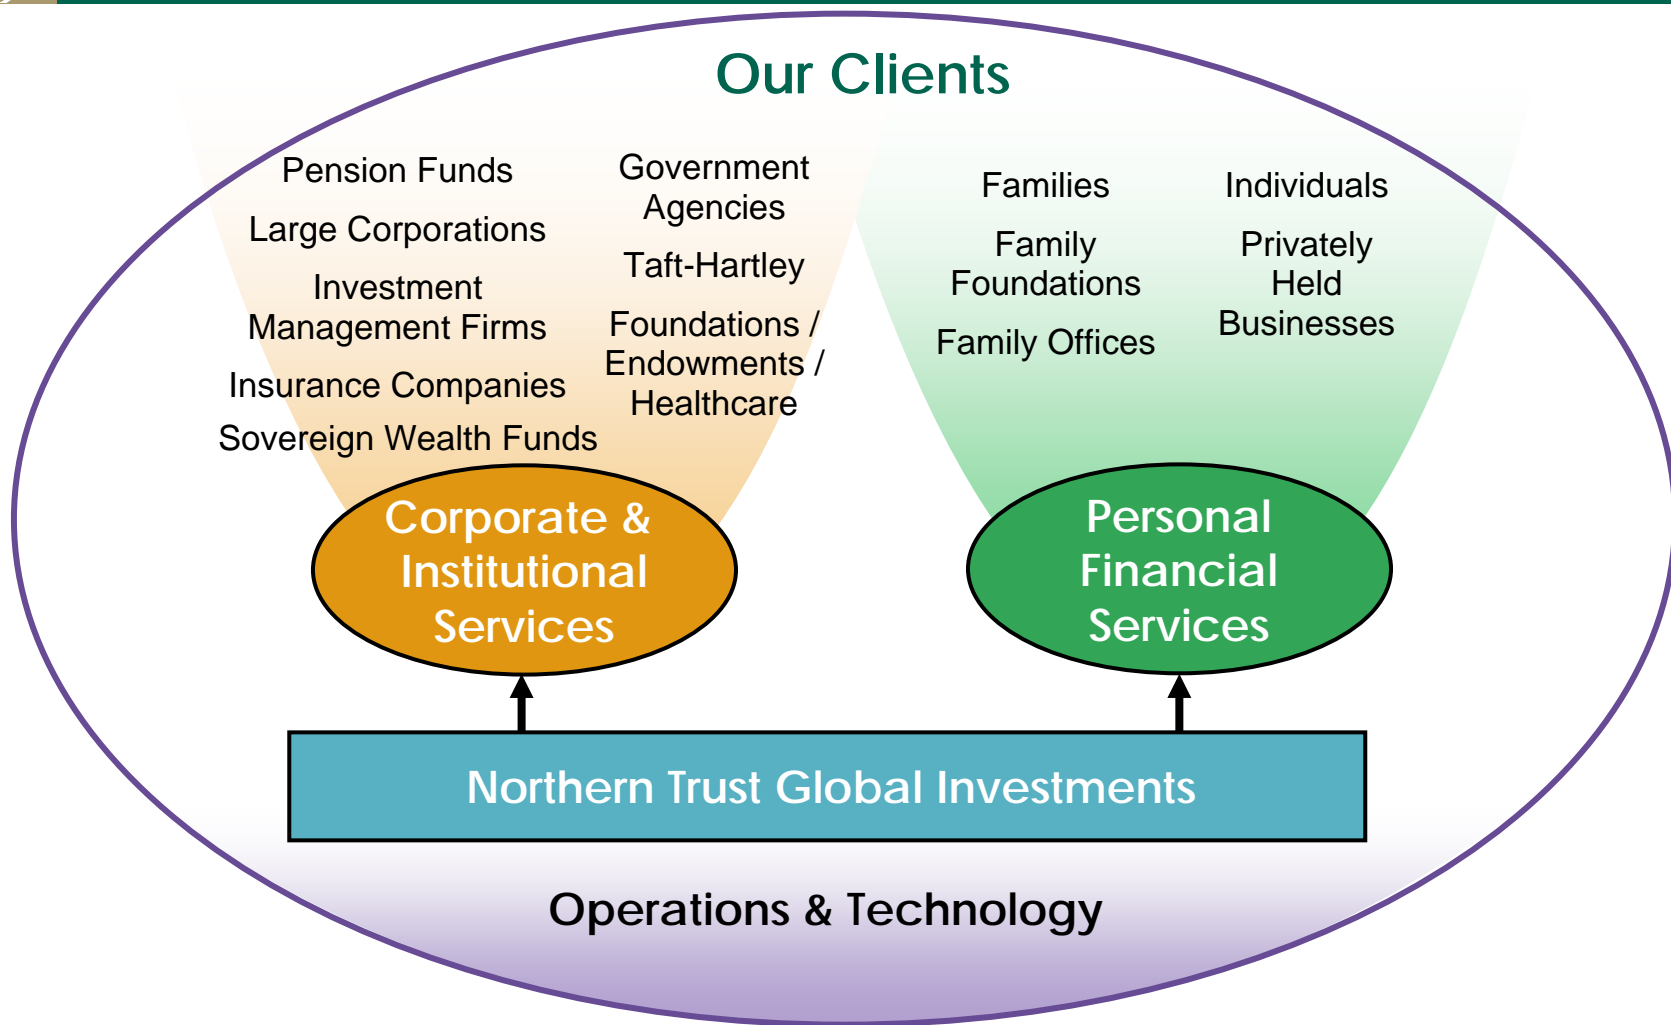 Our Clients
Pension Funds
Large Corporations
Investment
Management Firms
Insurance Companies
Sovereign Wealth Funds
Government
Agencies
Taft-Hartley
Foundations /
Endowments /
Healthcare
Families
Family
Foundations
Family Offices
Individuals
Privately
Held
Businesses
Corporate &
Institutional
Services
Personal
Financial
Services
Northern Trust Global Investments
Operations & Technology